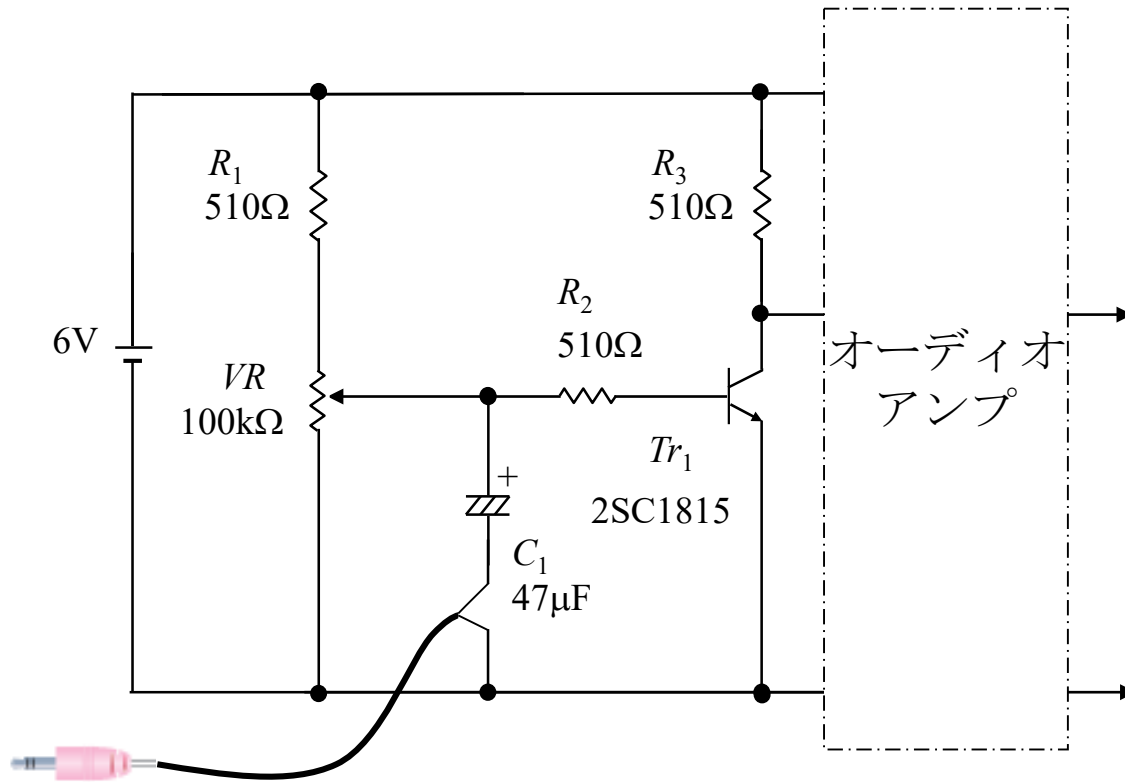 R₁
510Ω
R₃
510Ω
R₂
510Ω
6V
VR
100kΩ
オーディオ
アンプ
Tr₁
2SC1815
+
C₁
47μF